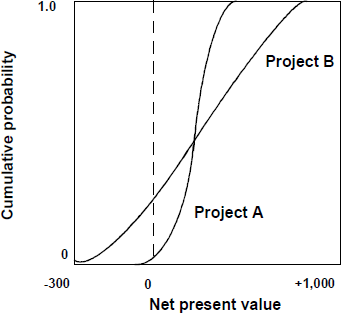 1.0
Cumulative probability
Project B
Project A
0
-300
0
+1,000
Net present value